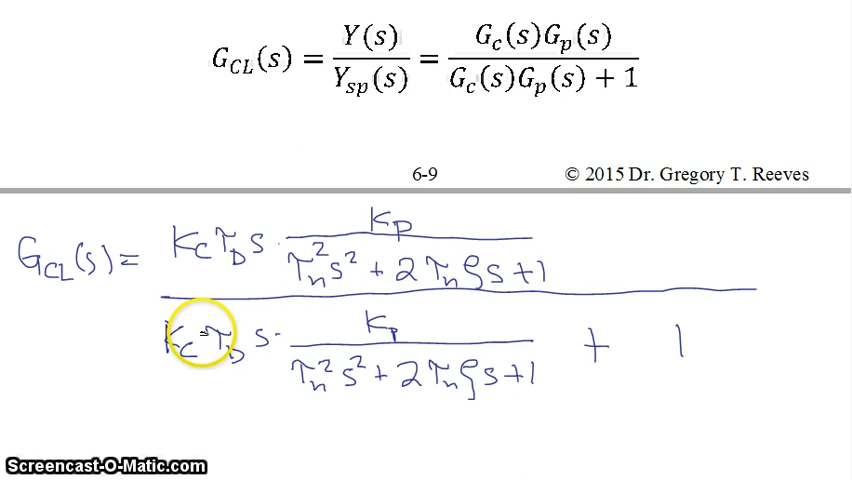 G_CL(s) = Y(s)/Y_sp(s) = G_c(s)G_p(s)/(G_c(s)G_p(s) + 1)
6-9 © 2015 Dr. Gregory T. Reeves
G_CL(s) = K_C τ_D s · K_p/(τ_n² s² + 2 τ_n ζ s + 1)
K_C τ_D s · K_p/(τ_n² s² + 2 τ_n ζ s + 1) + 1
Screencast-O-Matic.com